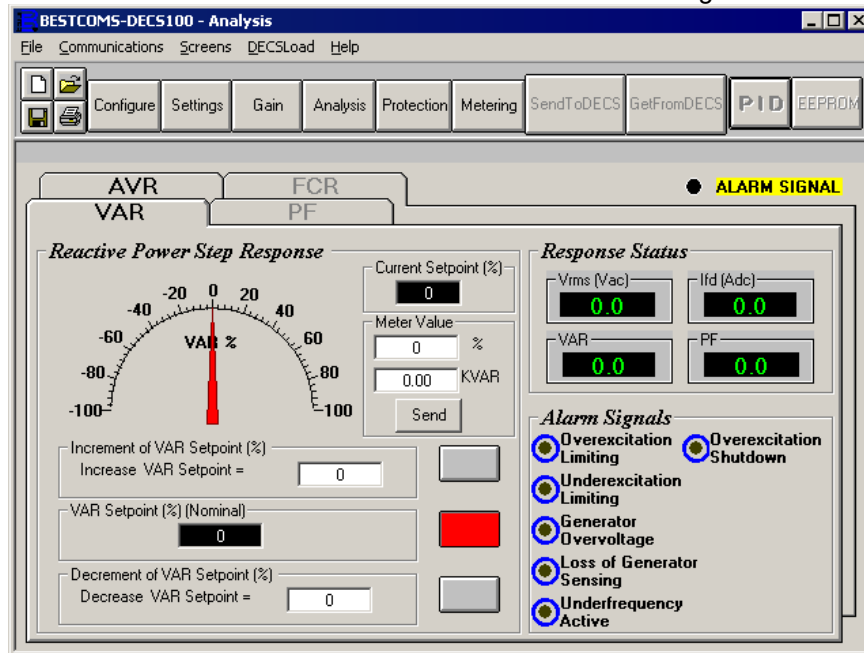 BESTCOMS-DECS100 - Analysis
File Communications Screens DECSLoad Help
Configure Settings Gain Analysis Protection Metering SendToDECS GetFromDECS PID EEPROM
AVR FCR
ALARM SIGNAL
VAR PF
Reactive Power Step Response
-100 -80 -60 -40 -20 0 20 40 60 80 100
VAR %
Current Setpoint (%)
0
Meter Value
0 %
0.00 KVAR
Send
Increment of VAR Setpoint (%)
Increase VAR Setpoint = 0
VAR Setpoint (%) (Nominal)
0
Decrement of VAR Setpoint (%)
Decrease VAR Setpoint = 0
Response Status
Vrms (Vac) Ifd (Adc)
0.0 0.0
VAR PF
0.0 0.0
Alarm Signals
Overexcitation Limiting
Overexcitation Shutdown
Underexcitation Limiting
Generator Overvoltage
Loss of Generator Sensing
Underfrequency Active